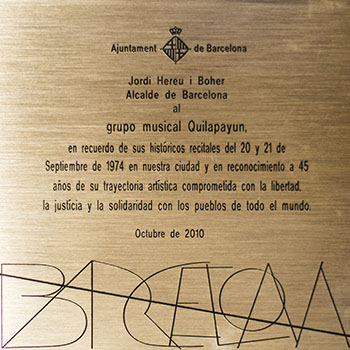 Ajuntament de Barcelona
Jordi Hereu i Boher
Alcalde de Barcelona
al
grupo musical Quilapayun,
en recuerdo de sus históricos recitales del 20 y 21 de
Septiembre de 1974 en nuestra ciudad y en reconocimiento a 45
años de su trayectoria artística comprometida con la libertad,
la justicia y la solidaridad con los pueblos de todo el mundo.
Octubre de 2010
BARCELONA